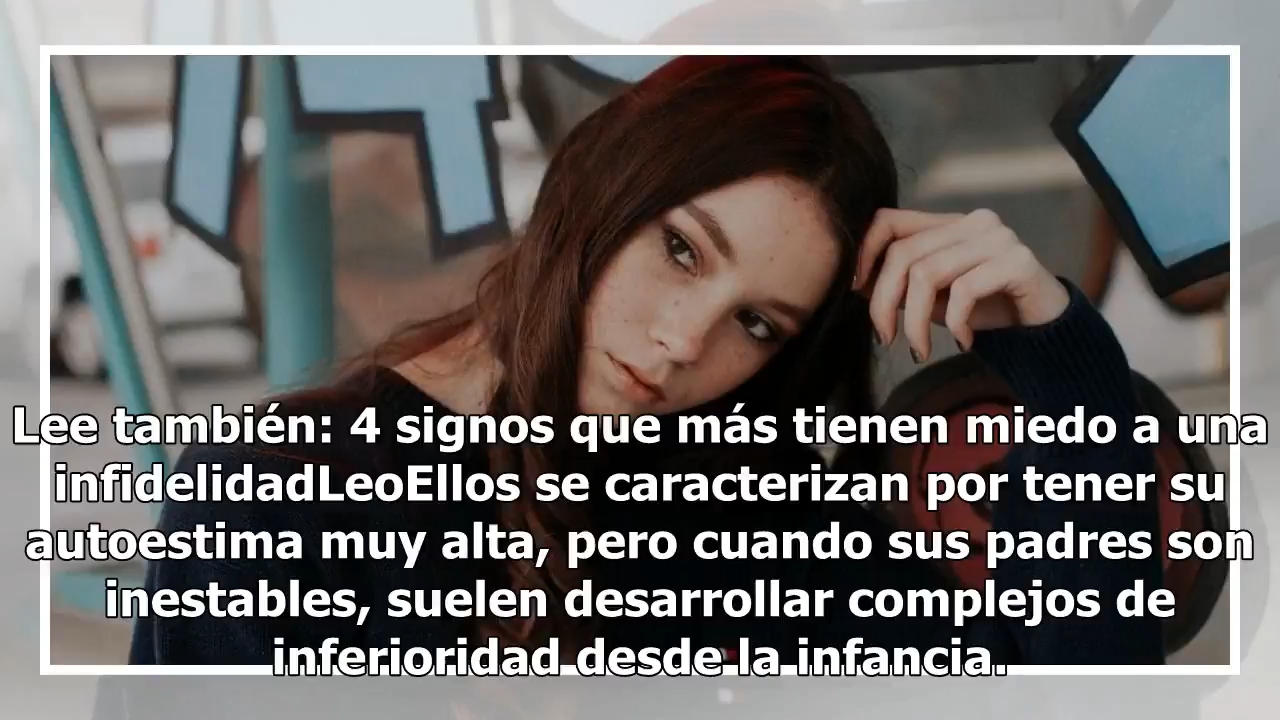 Lee también: 4 signos que más tienen miedo a una
infidelidadLeoEllos se caracterizan por tener su
autoestima muy alta, pero cuando sus padres son
inestables, suelen desarrollar complejos de
inferioridad desde la infancia.